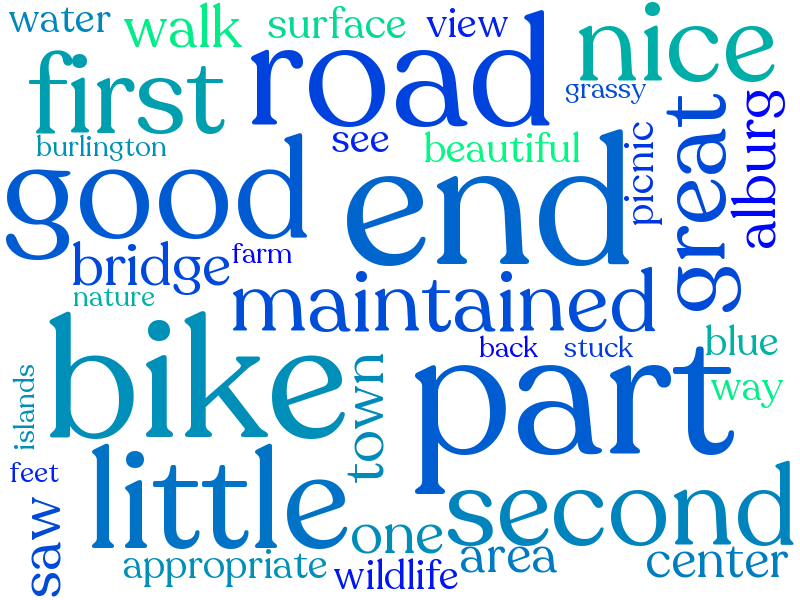 water walk surface view nice
first road grassy
burlington see beautiful picnic great alburg
good end
bridge farm
nature maintained
back stuck blue
bike town part way
islands
feet little second
saw one area center
appropriate wildlife